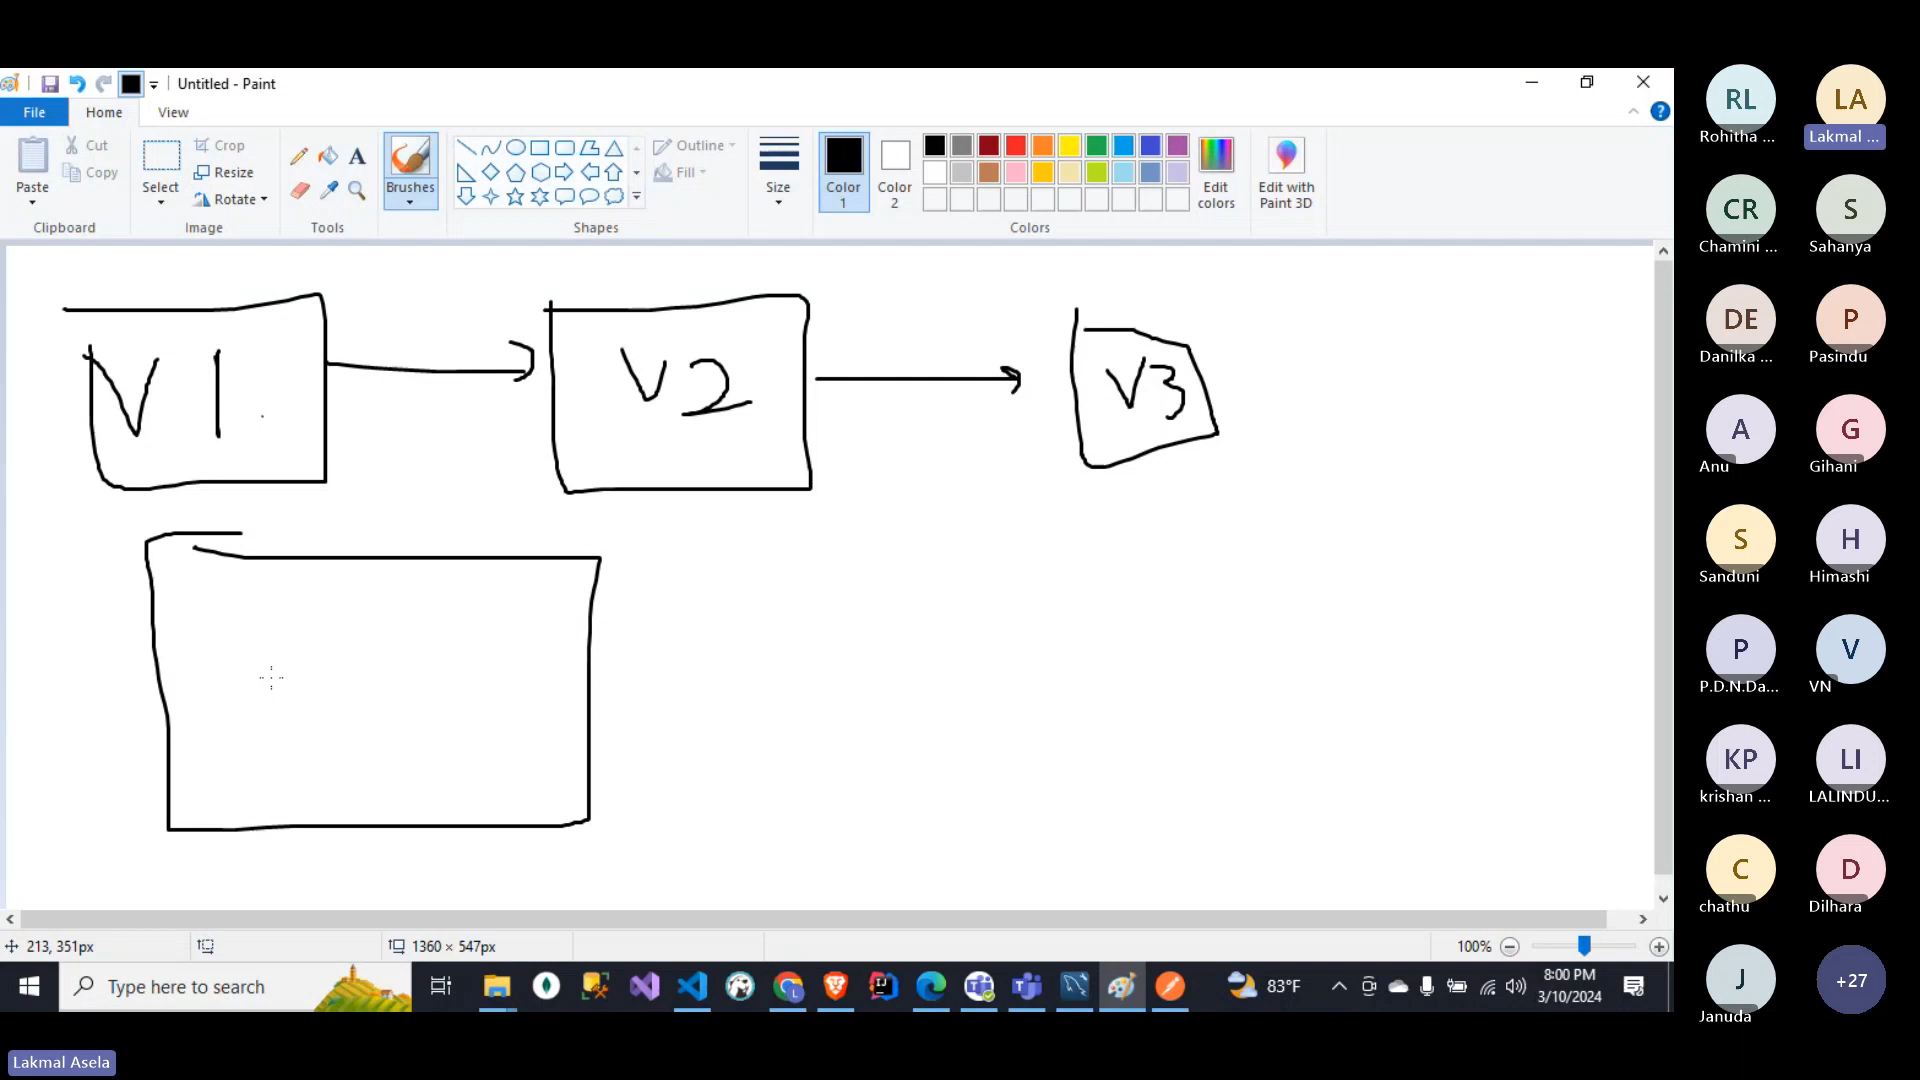 Untitled - Paint
File Home View
Paste
Cut
Copy
Clipboard
Select
Crop
Resize
Rotate
Image
A
Tools
Brushes
Shapes
Outline
Fill
Size
Color
1
Color
2
Edit
colors
Colors
Edit with
Paint 3D
V 1
V2
V3
213, 351px
1360 × 547px
100%
Type here to search
83°F
8:00 PM
3/10/2024
RL
Rohitha ...
LA
Lakmal ...
CR
Chamini ...
S
Sahanya
DE
Danilka ...
P
Pasindu
A
Anu
G
Gihani
S
Sanduni
H
Himashi
P
P.D.N.Da...
V
VN
KP
krishan ...
LI
LALINDU...
C
chathu
D
Dilhara
J
Januda
+27
Lakmal Asela